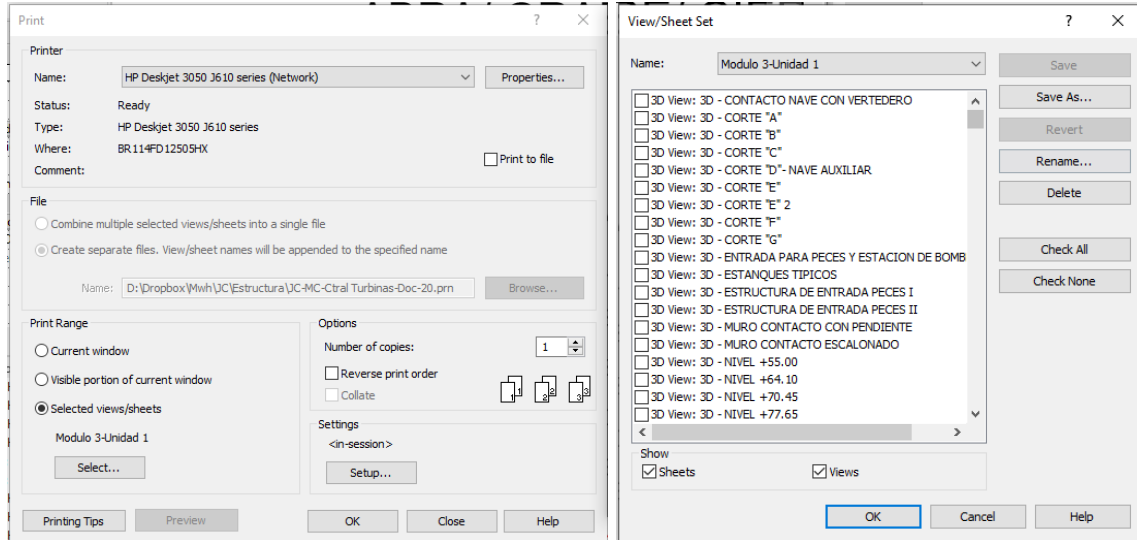 Print
?
Printer
Name: HP Deskjet 3050 J610 series (Network) Properties...
Status: Ready
Type: HP Deskjet 3050 J610 series
Where: BR114FD12505HX
Comment:
Print to file
File
Combine multiple selected views/sheets into a single file
Create separate files. View/sheet names will be appended to the specified name
Name: D:\Dropbox\Mwh\JC\Estructura\JC-MC-Ctral Turbinas-Doc-20.prn Browse...
Print Range
Current window
Visible portion of current window
Selected views/sheets
Modulo 3-Unidad 1
Select...
Options
Number of copies: 1
Reverse print order
Collate
1 1 2 2 3 3
Settings
<in-session>
Setup...
Printing Tips Preview OK Close Help
View/Sheet Set
?
Name: Modulo 3-Unidad 1
3D View: 3D - CONTACTO NAVE CON VERTEDERO
3D View: 3D - CORTE "A"
3D View: 3D - CORTE "B"
3D View: 3D - CORTE "C"
3D View: 3D - CORTE "D"- NAVE AUXILIAR
3D View: 3D - CORTE "E"
3D View: 3D - CORTE "E" 2
3D View: 3D - CORTE "F"
3D View: 3D - CORTE "G"
3D View: 3D - ENTRADA PARA PECES Y ESTACION DE BOMB
3D View: 3D - ESTANQUES TIPICOS
3D View: 3D - ESTRUCTURA DE ENTRADA PECES I
3D View: 3D - ESTRUCTURA DE ENTRADA PECES II
3D View: 3D - MURO CONTACTO CON PENDIENTE
3D View: 3D - MURO CONTACTO ESCALONADO
3D View: 3D - NIVEL +55.00
3D View: 3D - NIVEL +64.10
3D View: 3D - NIVEL +70.45
3D View: 3D - NIVEL +77.65
Save
Save As...
Revert
Rename...
Delete
Check All
Check None
Show
Sheets Views
OK Cancel Help